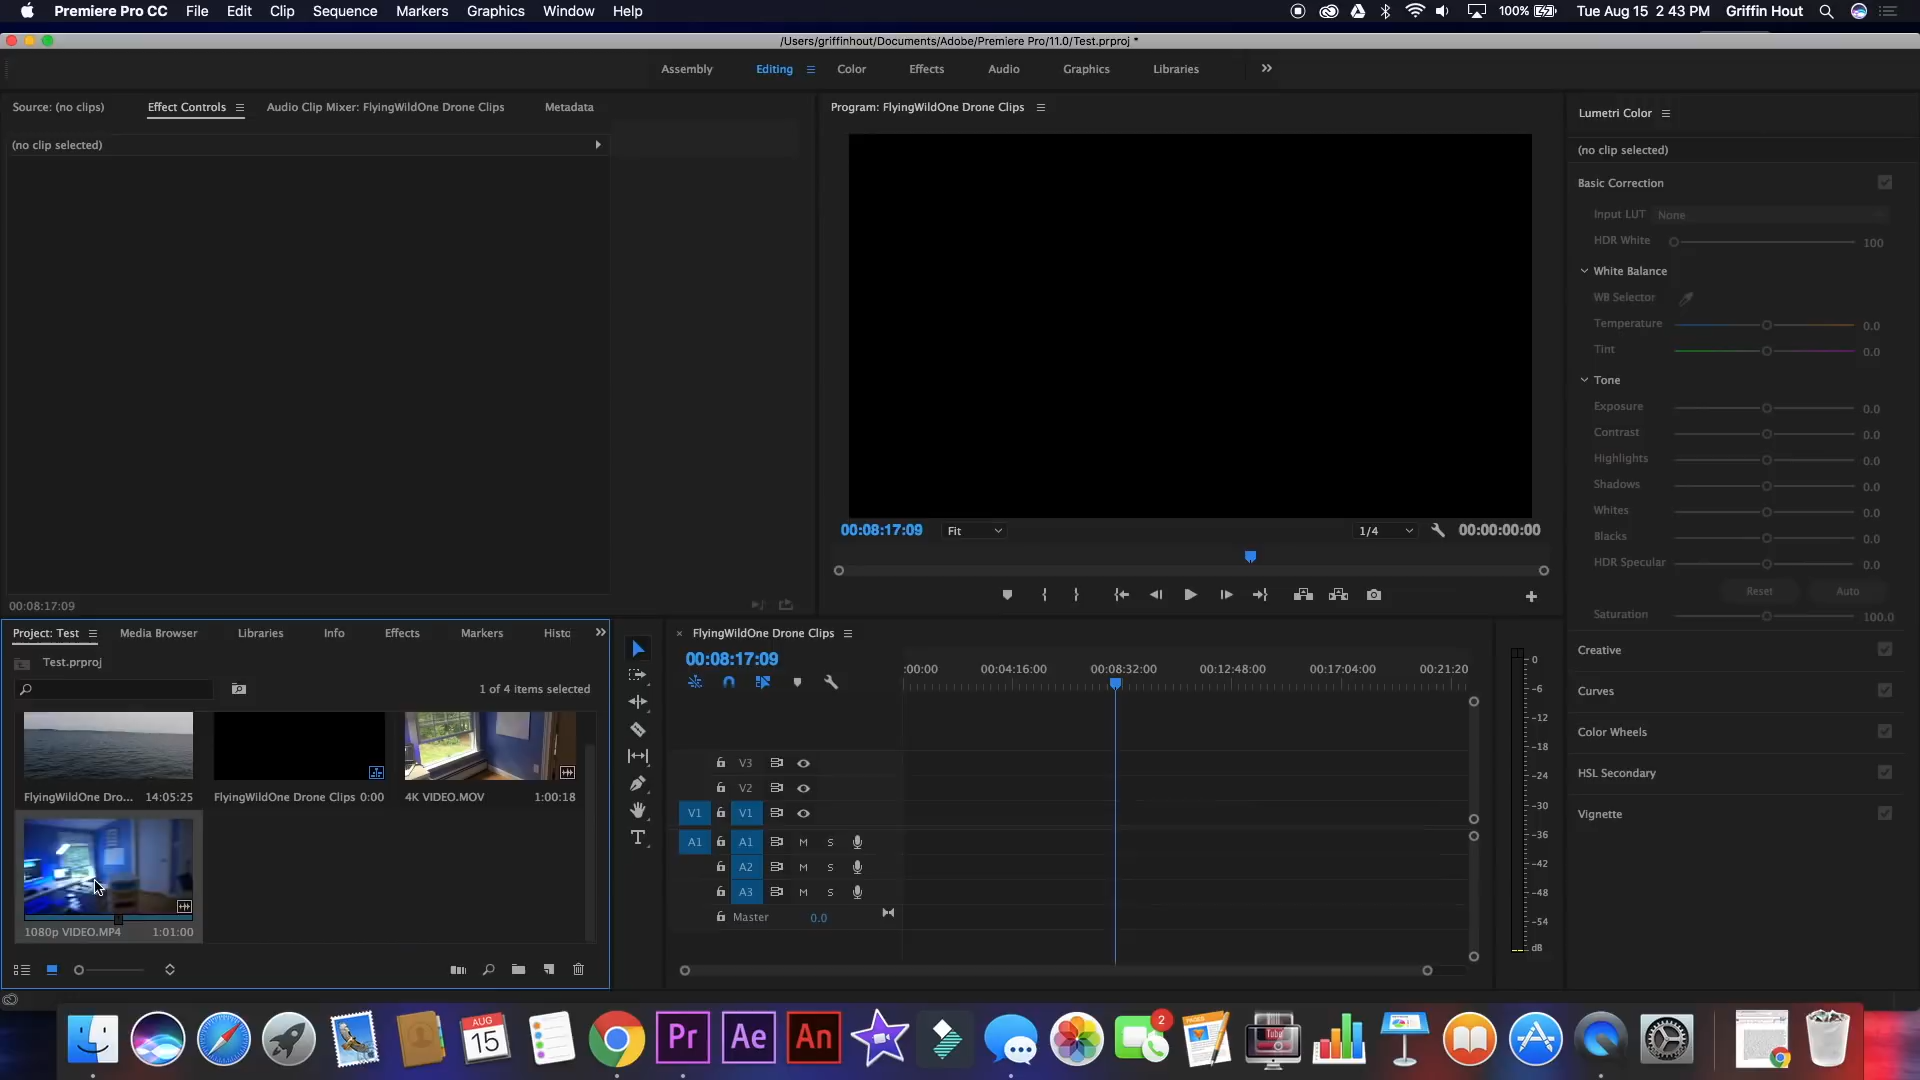 Premiere Pro CC File Edit Clip Sequence Markers Graphics Window Help 100% Tue Aug 15 2:43 PM Griffin Hout
/Users/griffinhout/Documents/Adobe/Premiere Pro/11.0/Test.prproj *
Assembly Editing Color Effects Audio Graphics Libraries
Source: (no clips) Effect Controls Audio Clip Mixer: FlyingWildOne Drone Clips Metadata
(no clip selected)
00:08:17:09
Program: FlyingWildOne Drone Clips
00:08:17:09 Fit 1/4 00:00:00:00
Lumetri Color
(no clip selected)
Basic Correction
Input LUT None
HDR White 100
White Balance
WB Selector
Temperature 0.0
Tint 0.0
Tone
Exposure 0.0
Contrast 0.0
Highlights 0.0
Shadows 0.0
Whites 0.0
Blacks 0.0
HDR Specular 0.0
Reset Auto
Saturation 100.0
Creative
Curves
Color Wheels
HSL Secondary
Vignette
Project: Test Media Browser Libraries Info Effects Markers Histo
Test.prproj
1 of 4 items selected
FlyingWildOne Dro... 14:05:25 FlyingWildOne Drone Clips 0:00 4K VIDEO.MOV 1:00:18
1080p VIDEO.MP4 1:01:00
FlyingWildOne Drone Clips
00:08:17:09
:00:00 00:04:16:00 00:08:32:00 00:12:48:00 00:17:04:00 00:21:20
V3
V2
V1 V1
A1 A1 M S
A2 M S
A3 M S
Master 0.0
0
-6
-12
-18
-24
-30
-36
-42
-48
-54
dB
T
AUG
15
Pr Ae An
2
Tube